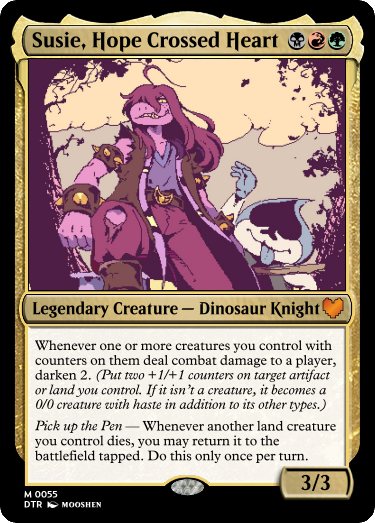 Susie, Hope Crossed Heart
Legendary Creature — Dinosaur Knight
Whenever one or more creatures you control with
counters on them deal combat damage to a player,
darken 2. (Put two +1/+1 counters on target artifact
or land you control. If it isn't a creature, it becomes a
0/0 creature with haste in addition to its other types.)
Pick up the Pen — Whenever another land creature
you control dies, you may return it to the
battlefield tapped. Do this only once per turn.
3/3
M 0055
DTR MOOSHEN